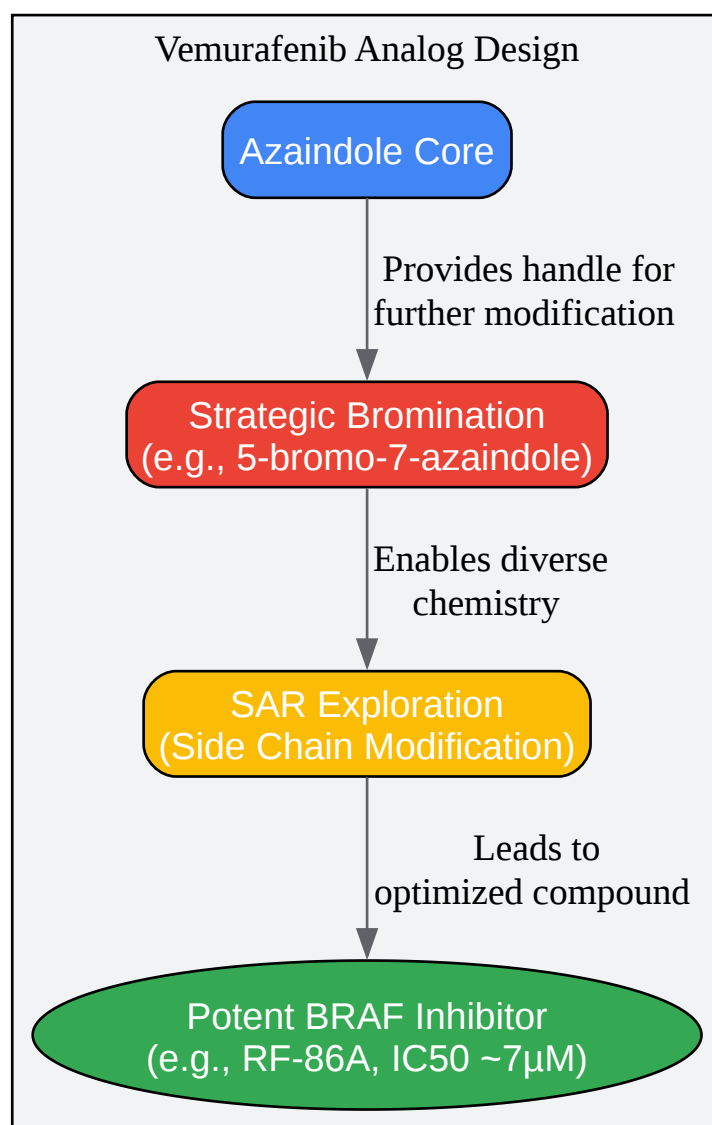 Vemurafenib Analog Design
Azaindole Core
Provides handle for
further modification
Strategic Bromination
(e.g., 5-bromo-7-azaindole)
Enables diverse
chemistry
SAR Exploration
(Side Chain Modification)
Leads to
optimized compound
Potent BRAF Inhibitor
(e.g., RF-86A, IC50 ~7µM)